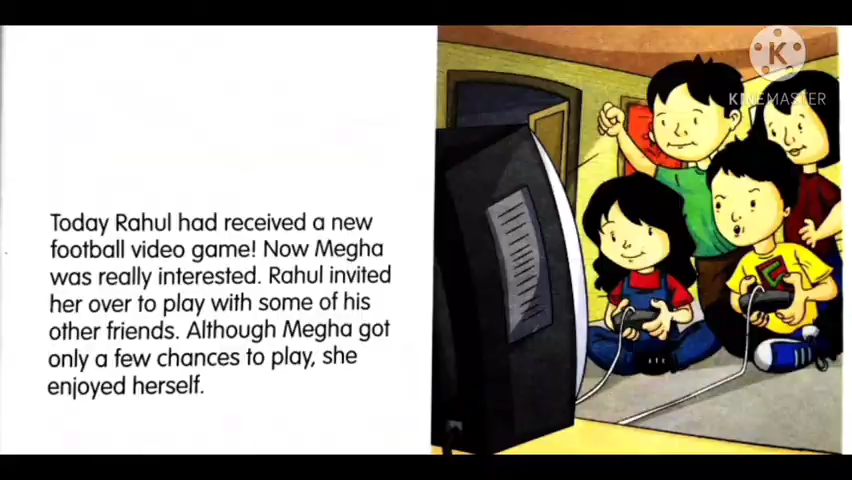 Today Rahul had received a new
football video game! Now Megha
was really interested. Rahul invited
her over to play with some of his
other friends. Although Megha got
only a few chances to play, she
enjoyed herself.
K
KINEMASTER